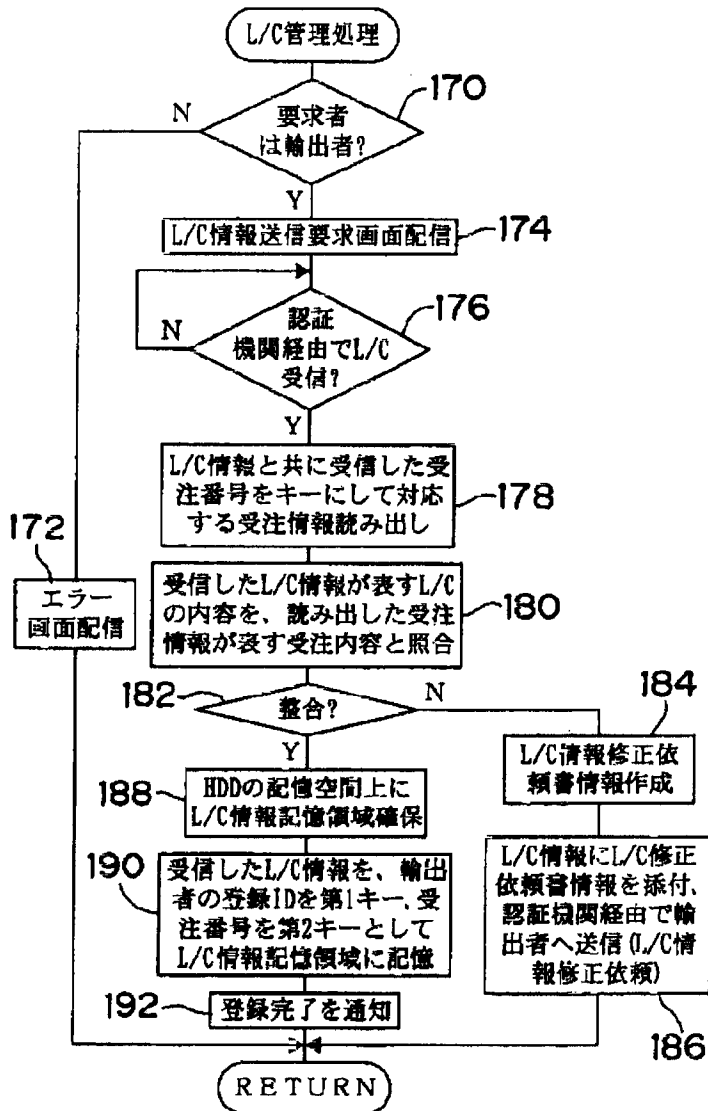 L/C管理処理
170
要求者
は輸出者?
N
Y
L/C情報送信要求画面配信
174
176
認証
機関経由でL/C
受信?
N
Y
L/C情報と共に受信した受
注番号をキーにして対応
する受注情報読み出し
178
172
エラー
画面配信
受信したL/C情報が表すL/C
の内容を、読み出した受注
情報が表す受注内容と照合
180
182
整合?
N
Y
184
L/C情報修正依
頼書情報作成
188
HDDの記憶空間上に
L/C情報記憶領域確保
190
受信したL/C情報を、輸出
者の登録IDを第1キー、受
注番号を第2キーとして
L/C情報記憶領域に記憶
L/C情報にL/C修正
依頼書情報を添付、
認証機関経由で輸
出者へ送信(L/C情
報修正依頼)
186
192
登録完了を通知
RETURN